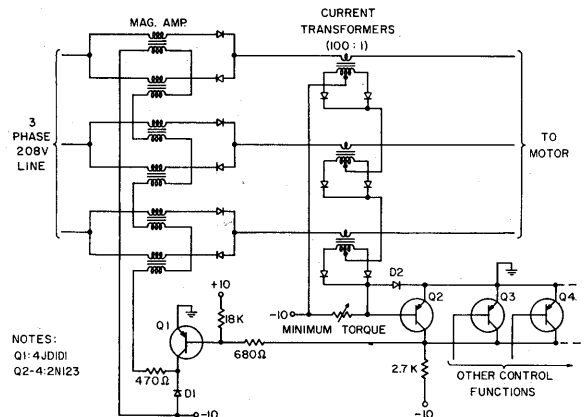 MAG. AMP.
CURRENT
TRANSFORMERS
(100:1)
3
PHASE
208V
LINE
TO
MOTOR
D2
+10
Q2
Q3
Q4
Q1
18K
-10
MINIMUM TORQUE
680Ω
NOTES:
Q1:4JD1D1
Q2-4:2N123
470Ω
D1
2.7K
OTHER CONTROL
FUNCTIONS
-10
-10